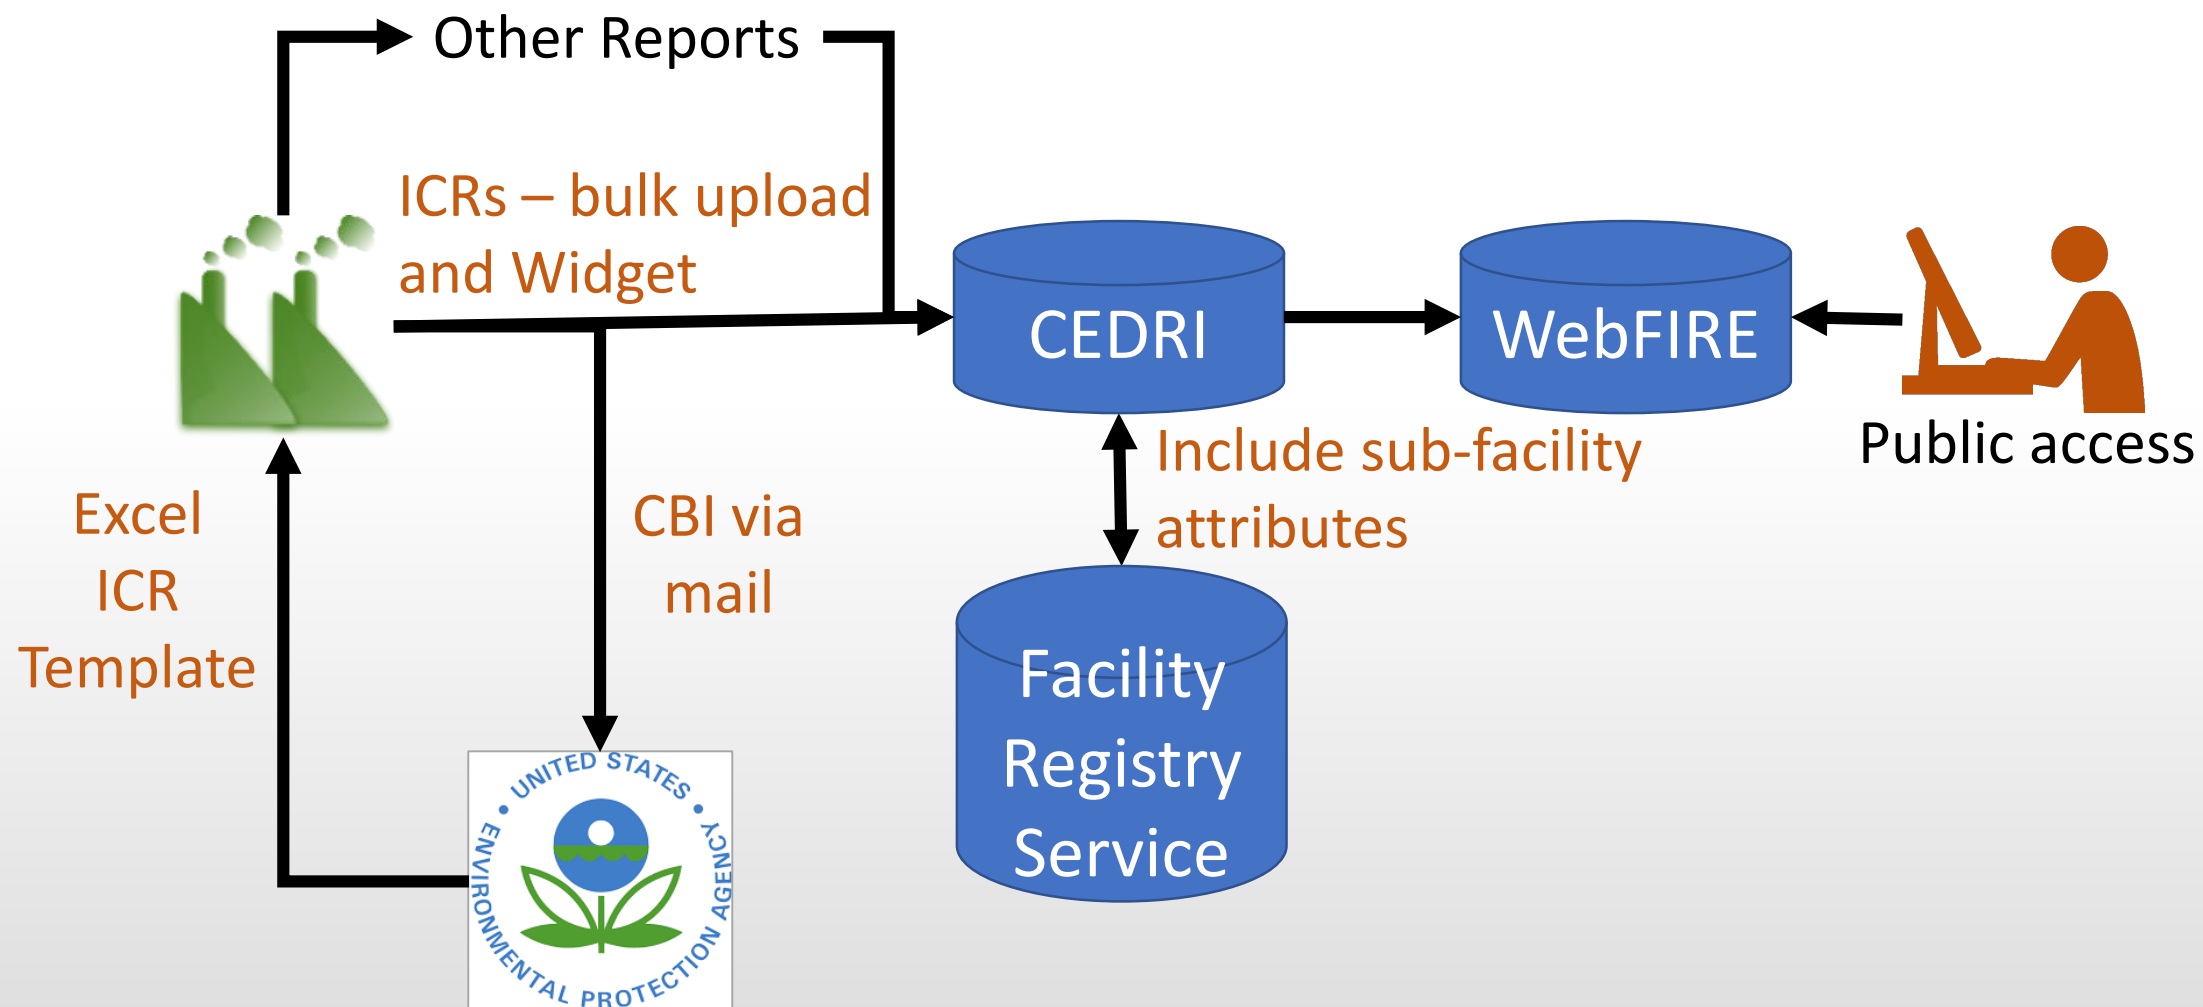 Other Reports
ICRs – bulk upload
and Widget
CEDRI
WebFIRE
Public access
Include sub-facility
attributes
Excel
ICR
Template
CBI via
mail
Facility
Registry
Service
UNITED STATES • ENVIRONMENTAL PROTECTION AGENCY •